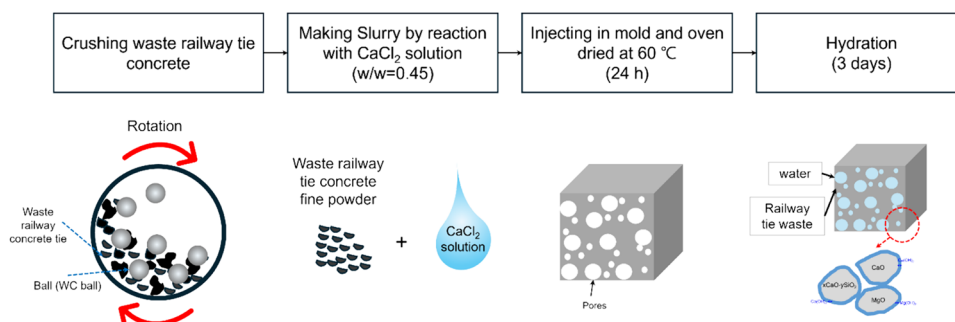 Crushing waste railway tie
concrete
Making Slurry by reaction
with CaCl₂ solution
(w/w=0.45)
Injecting in mold and oven
dried at 60 ℃
(24 h)
Hydration
(3 days)
Rotation
Waste
railway
concrete tie
Ball (WC ball)
Waste railway
tie concrete
fine powder
+
CaCl₂
solution
Pores
water
Railway
tie waste
CaO
xCaO·ySiO₂
MgO